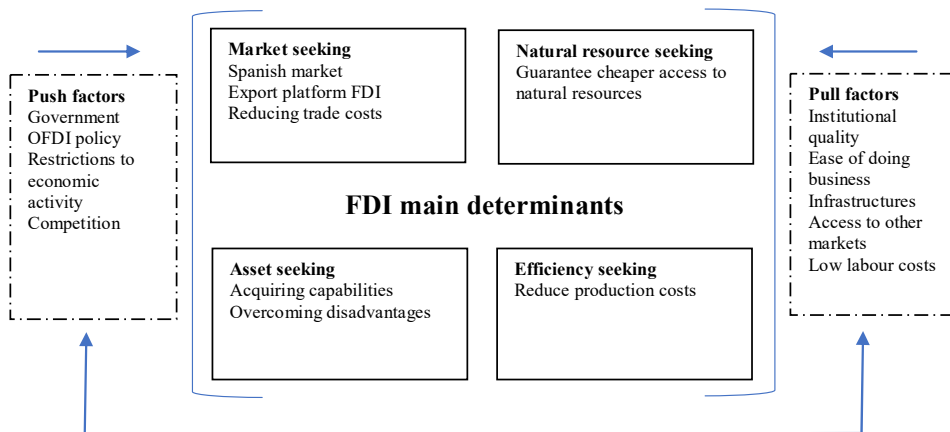 Push factors
Government
OFDI policy
Restrictions to
economic
activity
Competition
Market seeking
Spanish market
Export platform FDI
Reducing trade costs
Natural resource seeking
Guarantee cheaper access to
natural resources
FDI main determinants
Asset seeking
Acquiring capabilities
Overcoming disadvantages
Efficiency seeking
Reduce production costs
Pull factors
Institutional
quality
Ease of doing
business
Infrastructures
Access to other
markets
Low labour costs